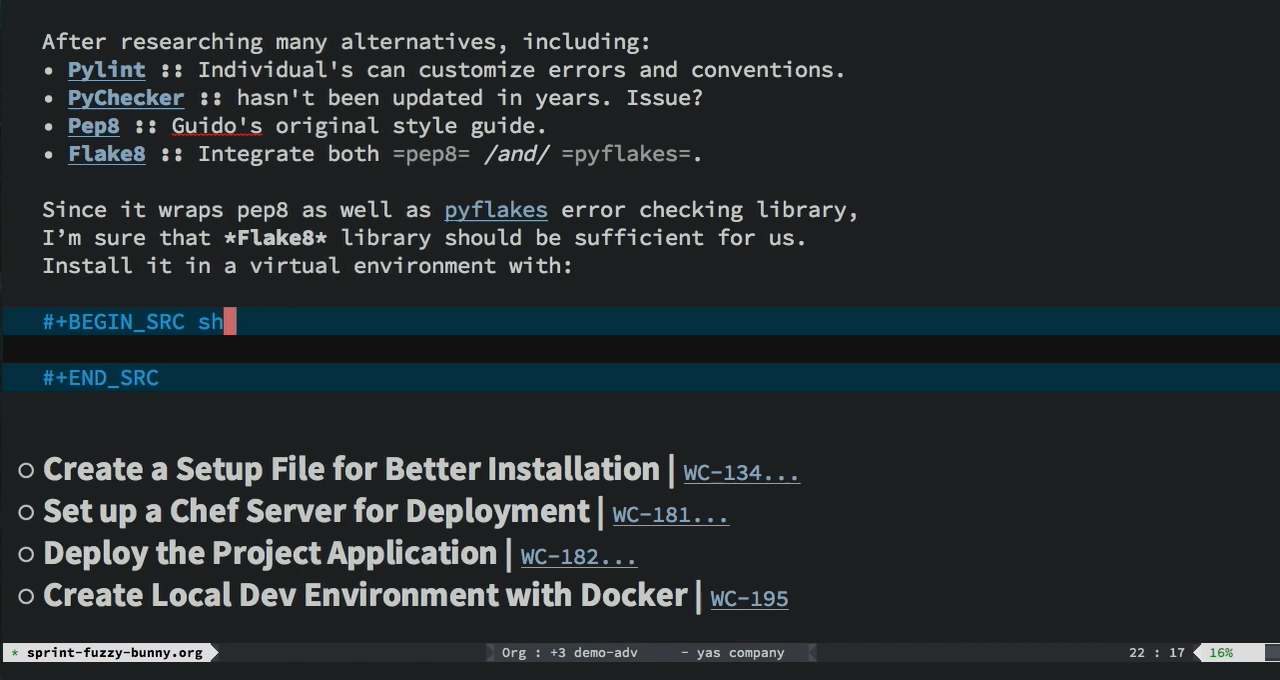 After researching many alternatives, including:
• Pylint :: Individual's can customize errors and conventions.
• PyChecker :: hasn't been updated in years. Issue?
• Pep8 :: Guido's original style guide.
• Flake8 :: Integrate both =pep8= /and/ =pyflakes=.
Since it wraps pep8 as well as pyflakes error checking library,
I’m sure that *Flake8* library should be sufficient for us.
Install it in a virtual environment with:
#+BEGIN_SRC sh
#+END_SRC
○ Create a Setup File for Better Installation | WC-134...
○ Set up a Chef Server for Deployment | WC-181...
○ Deploy the Project Application | WC-182...
○ Create Local Dev Environment with Docker | WC-195
* sprint-fuzzy-bunny.org Org : +3 demo-adv - yas company 22 : 17 16%